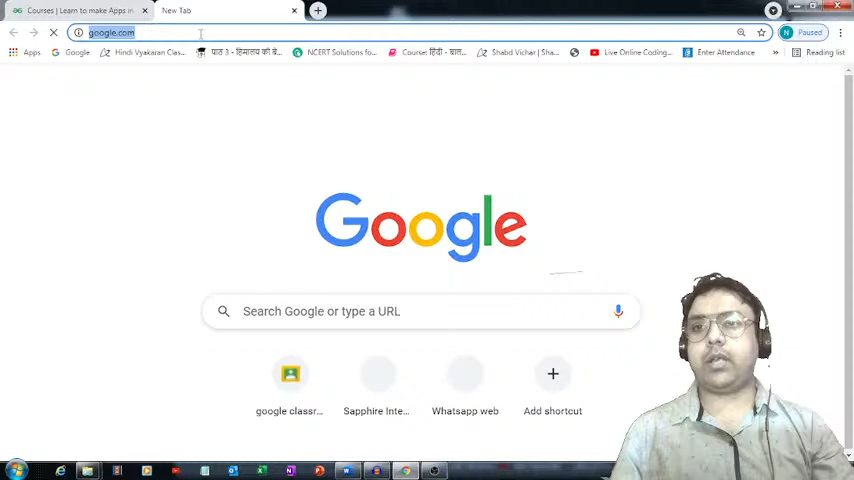 Courses | Learn to make Apps in
New Tab
google.com
Paused
Apps
Google
Hindi Vyakaran Clas...
पाठ 3 - हिमालय की बे...
NCERT Solutions fo...
Course: हिंदी - बाल...
Shabd Vichar | Sha...
Live Online Coding...
Enter Attendance
»
Reading list
Google
Search Google or type a URL
google classr...
Sapphire Inte...
Whatsapp web
Add shortcut